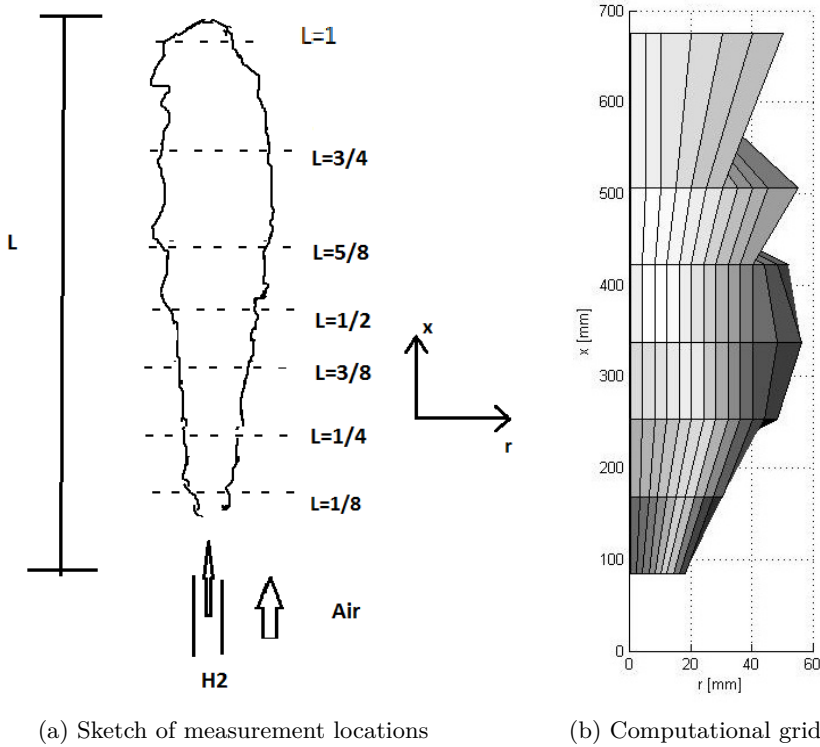 L=1
L=3/4
L
L=5/8
L=1/2
x
L=3/8
r
L=1/4
L=1/8
Air
H2
(a) Sketch of measurement locations
700
600
500
400
300
200
100
0
x [mm]
0
20
40
60
r [mm]
(b) Computational grid